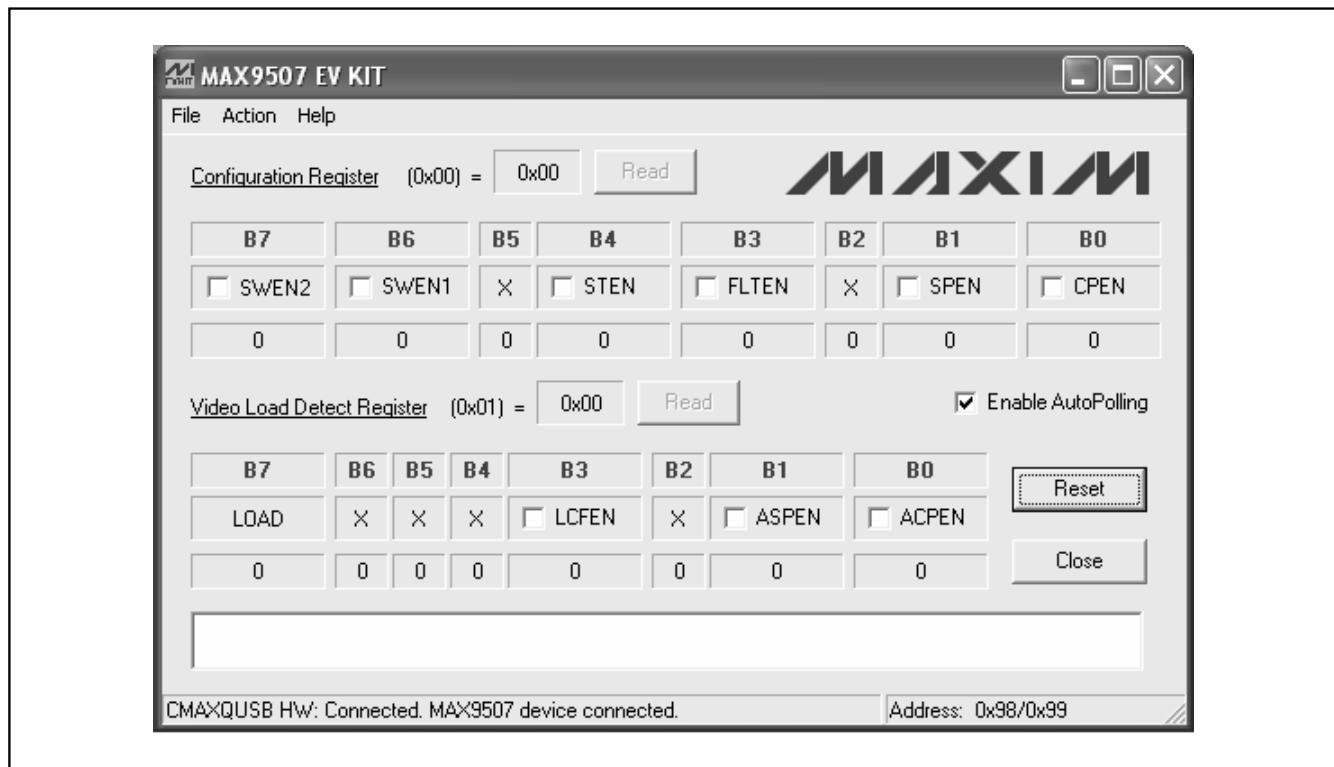 MAX9507 EV KIT
File Action Help
Configuration Register (0x00) = 0x00 Read
MAXIM
B7 B6 B5 B4 B3 B2 B1 B0
SWEN2 SWEN1 X STEN FLTEN X SPEN CPEN
0 0 0 0 0 0 0 0
Video Load Detect Register (0x01) = 0x00 Read Enable AutoPolling
B7 B6 B5 B4 B3 B2 B1 B0
Reset
LOAD X X X LCFEN X ASPEN ACPEN
0 0 0 0 0 0 0 0
Close
CMAXQUSB HW: Connected. MAX9507 device connected. Address: 0x98/0x99